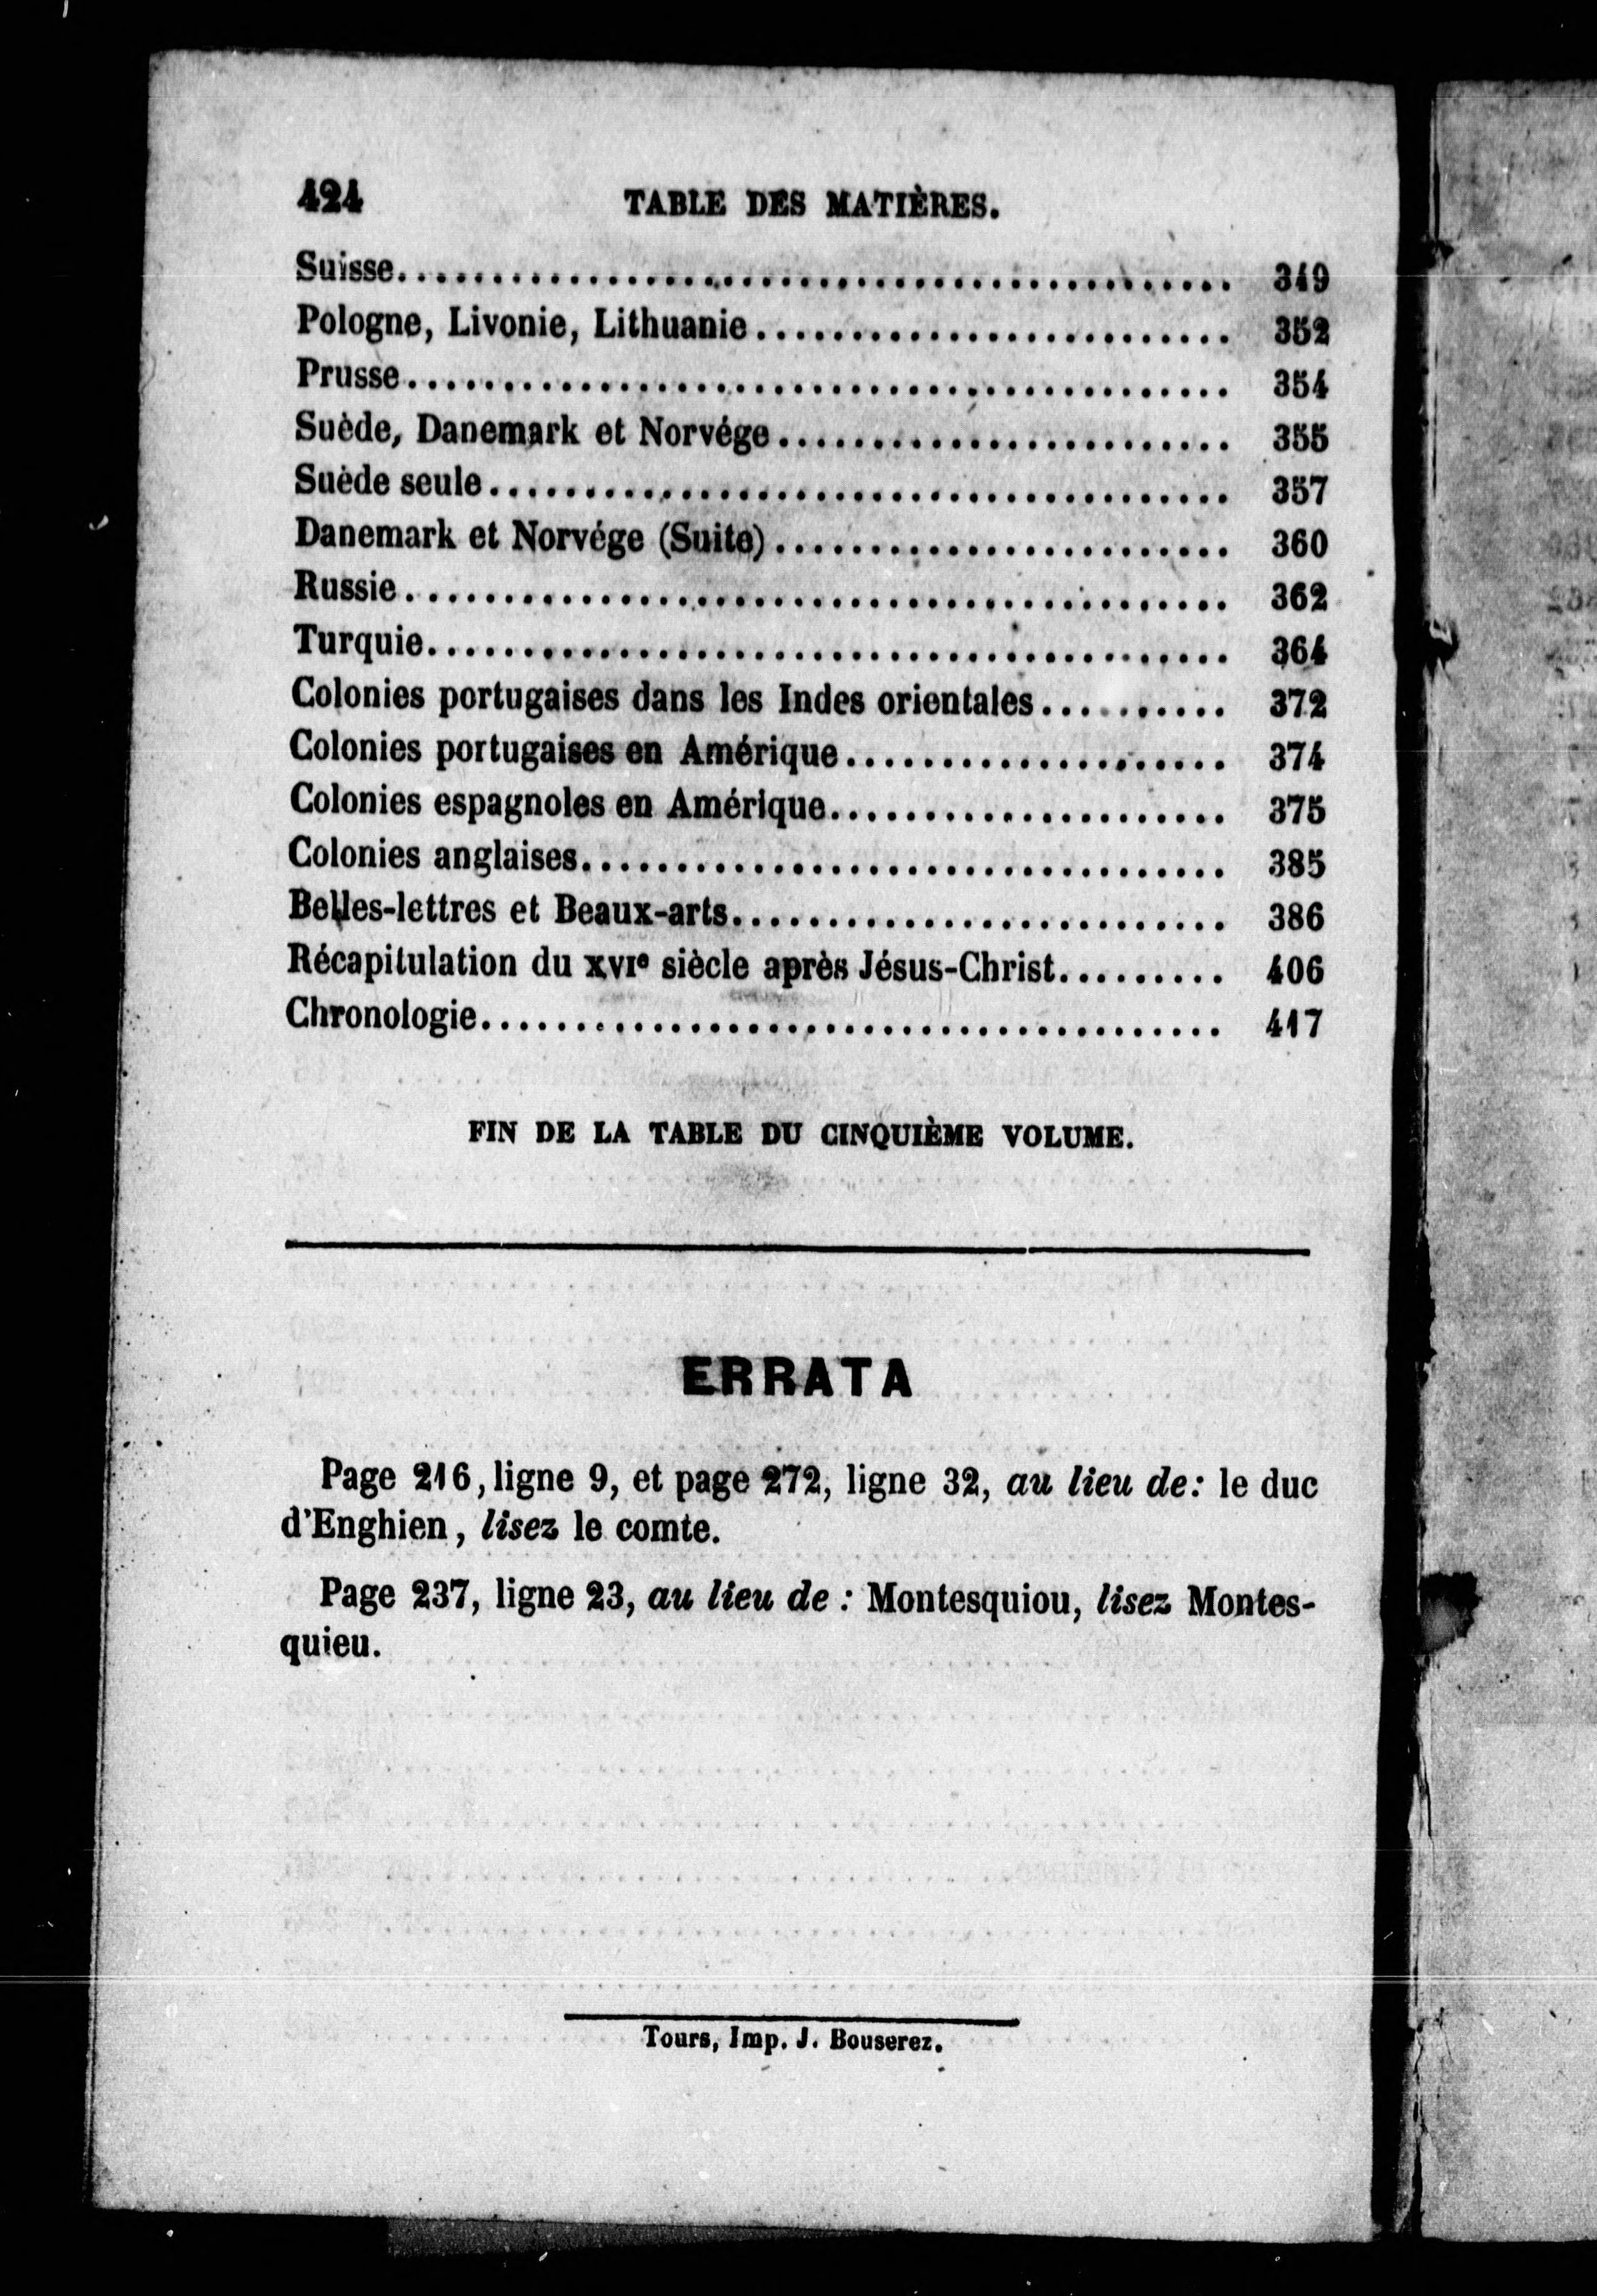 424 TABLE DES MATIÈRES.
Suisse............................................ 349
Pologne, Livonie, Lithuanie......................... 352
Prusse........................................... 354
Suède, Danemark et Norvége........................ 355
Suède seule....................................... 357
Danemark et Norvége (Suite)........................ 360
Russie........................................... 362
Turquie.......................................... 364
Colonies portugaises dans les Indes orientales.......... 372
Colonies portugaises en Amérique.................... 374
Colonies espagnoles en Amérique..................... 375
Colonies anglaises.................................. 385
Belles-lettres et Beaux-arts.......................... 386
Récapitulation du XVIe siècle après Jésus-Christ......... 406
Chronologie....................................... 417
FIN DE LA TABLE DU CINQUIÈME VOLUME.
ERRATA
Page 216, ligne 9, et page 272, ligne 32, au lieu de: le duc
d'Enghien, lisez le comte.
Page 237, ligne 23, au lieu de : Montesquiou, lisez Montes-
quieu.
Tours, Imp. J. Bouserez.